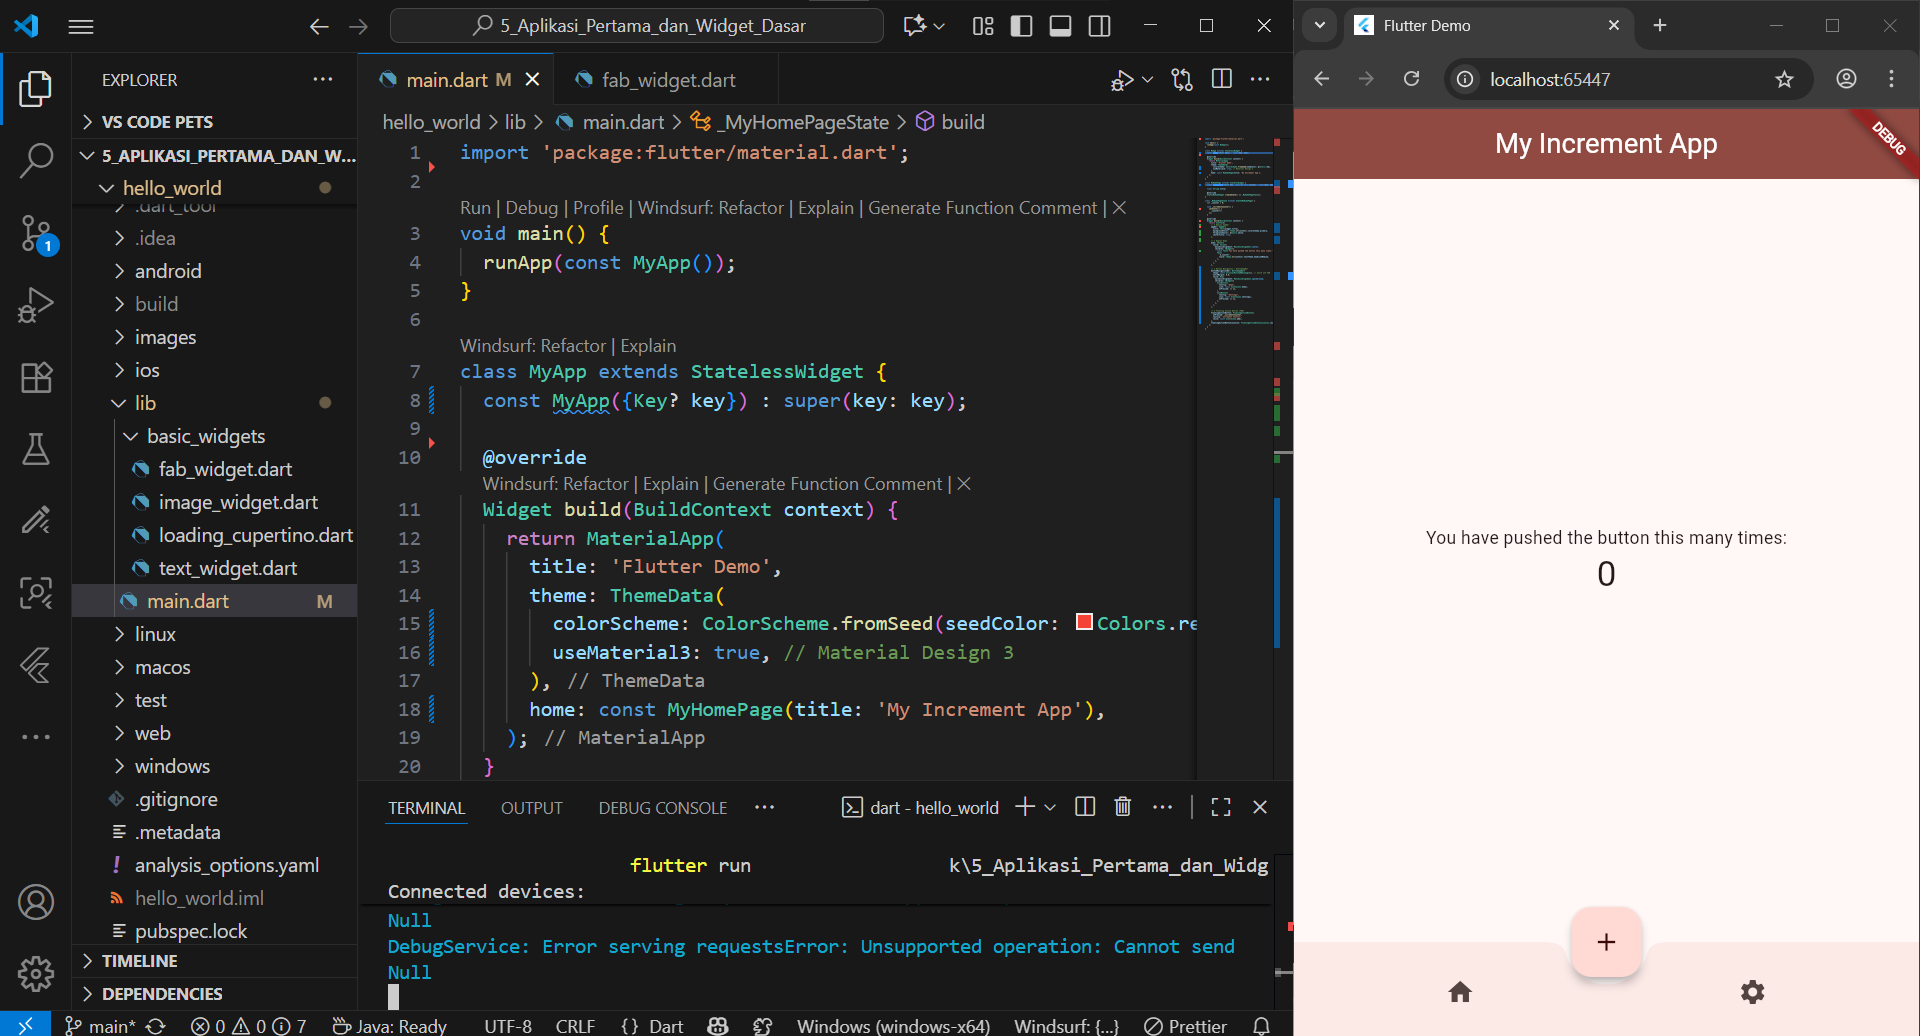 5_Aplikasi_Pertama_dan_Widget_Dasar
EXPLORER
VS CODE PETS
5_APLIKASI_PERTAMA_DAN_W...
hello_world
.dart_tool
.idea
android
build
images
ios
lib
basic_widgets
fab_widget.dart
image_widget.dart
loading_cupertino.dart
text_widget.dart
main.dart M
linux
macos
test
web
windows
.gitignore
.metadata
analysis_options.yaml
hello_world.iml
pubspec.lock
TIMELINE
DEPENDENCIES
1
main.dart M
fab_widget.dart
hello_world > lib > main.dart > _MyHomePageState > build
1 import 'package:flutter/material.dart';
2
Run | Debug | Profile | Windsurf: Refactor | Explain | Generate Function Comment | X
3 void main() {
4 runApp(const MyApp());
5 }
6
Windsurf: Refactor | Explain
7 class MyApp extends StatelessWidget {
8 const MyApp({Key? key}) : super(key: key);
9
10 @override
Windsurf: Refactor | Explain | Generate Function Comment | X
11 Widget build(BuildContext context) {
12 return MaterialApp(
13 title: 'Flutter Demo',
14 theme: ThemeData(
15 colorScheme: ColorScheme.fromSeed(seedColor: Colors.re
16 useMaterial3: true, // Material Design 3
17 ), // ThemeData
18 home: const MyHomePage(title: 'My Increment App'),
19 ); // MaterialApp
20 }
TERMINAL OUTPUT DEBUG CONSOLE
dart - hello_world
flutter run k\5_Aplikasi_Pertama_dan_Widg
Connected devices:
Null
DebugService: Error serving requestsError: Unsupported operation: Cannot send
Null
main* 0 0 7 Java: Ready UTF-8 CRLF {} Dart Windows (windows-x64) Windsurf: {...} Prettier
Flutter Demo
localhost:65447
My Increment App
DEBUG
You have pushed the button this many times:
0
+